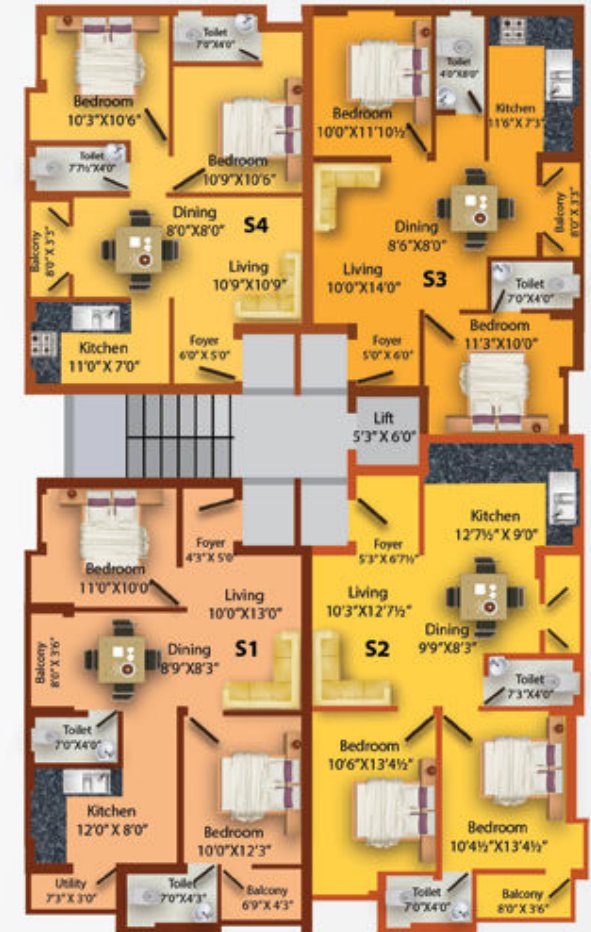 Toilet
7'0"X4'0"
Bedroom
10'3"X10'6"
Bedroom
10'9"X10'6"
Toilet
7'7½"X4'0"
Balcony
8'0" X 3'3"
Dining
8'0"X8'0"
S4
Living
10'9"X10'9"
Kitchen
11'0" X 7'0"
Foyer
6'0" X 5'0"
Bedroom
10'0"X11'10½"
Toilet
4'0"X8'0"
Kitchen
11'6" X 7'3"
Dining
8'6"X8'0"
Balcony
8'0" X 3'3"
Living
10'0"X14'0"
S3
Toilet
7'0"X4'0"
Foyer
5'0" X 6'0"
Bedroom
11'3"X10'0"
Lift
5'3" X 6'0"
Bedroom
11'0"X10'0"
Foyer
4'3" X 5'0"
Living
10'0"X13'0"
Balcony
8'0" X 3'6"
Dining
8'9"X8'3"
S1
Toilet
7'0"X4'0"
Kitchen
12'0" X 8'0"
Bedroom
10'0"X12'3"
Utility
7'3" X 3'0"
Toilet
7'0"X4'3"
Balcony
6'9" X 4'3"
Kitchen
12'7½" X 9'0"
Foyer
5'3" X 6'7½"
Living
10'3"X12'7½"
Dining
9'9"X8'3"
S2
Toilet
7'3"X4'0"
Bedroom
10'6"X13'4½"
Bedroom
10'4½"X13'4½"
Toilet
7'0"X4'0"
Balcony
8'0" X 3'6"